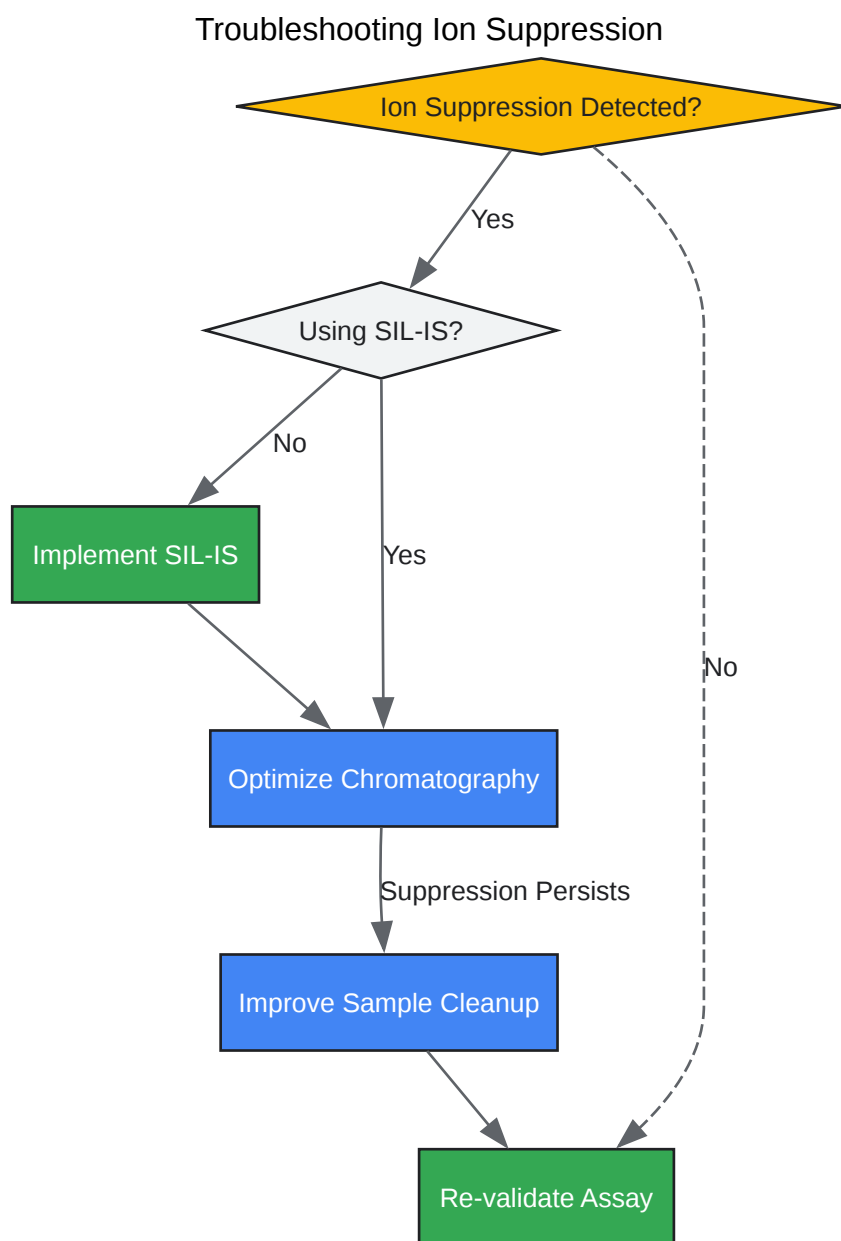 Troubleshooting Ion Suppression
Ion Suppression Detected?
Yes
Using SIL-IS?
No
Implement SIL-IS
Yes
No
Optimize Chromatography
Suppression Persists
Improve Sample Cleanup
Re-validate Assay